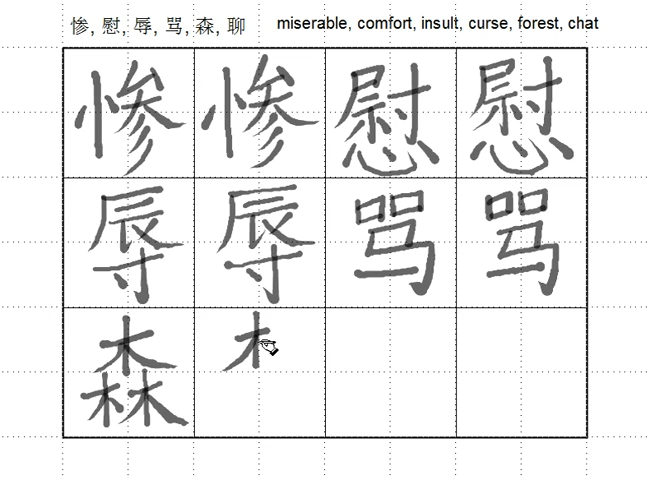 惨, 慰, 辱, 骂, 森, 聊 miserable, comfort, insult, curse, forest, chat
惨 惨 慰 慰
辱 辱 骂 骂
森 木